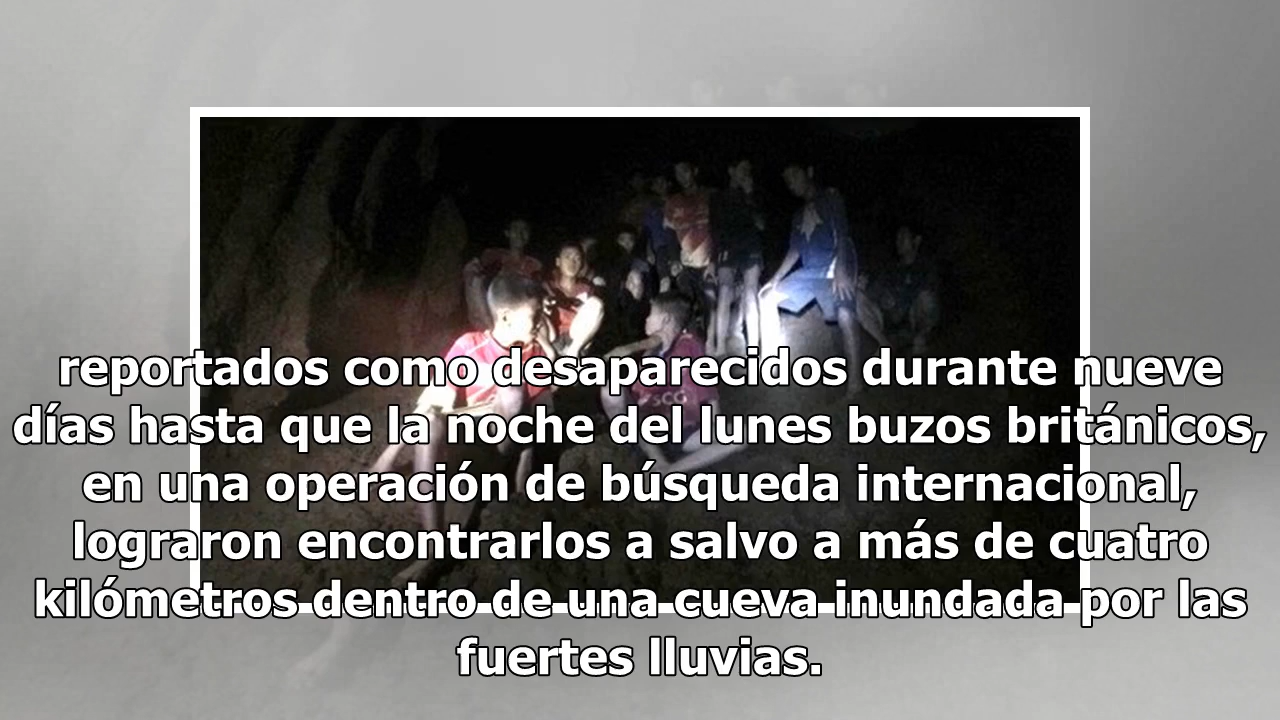 reportados como desaparecidos durante nueve
días hasta que la noche del lunes buzos británicos,
en una operación de búsqueda internacional,
lograron encontrarlos a salvo a más de cuatro
kilómetros dentro de una cueva inundada por las
fuertes lluvias.
SCG